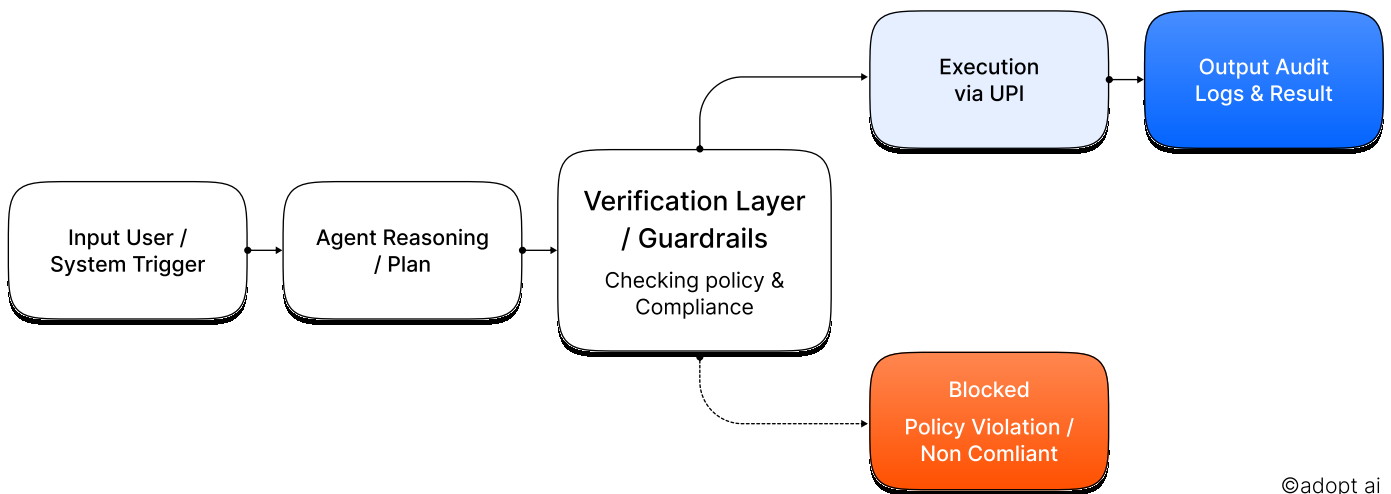 Input User /
System Trigger
Agent Reasoning
/ Plan
Verification Layer
/ Guardrails
Checking policy &
Compliance
Execution
via UPI
Output Audit
Logs & Result
Blocked
Policy Violation /
Non Comliant
©adopt ai